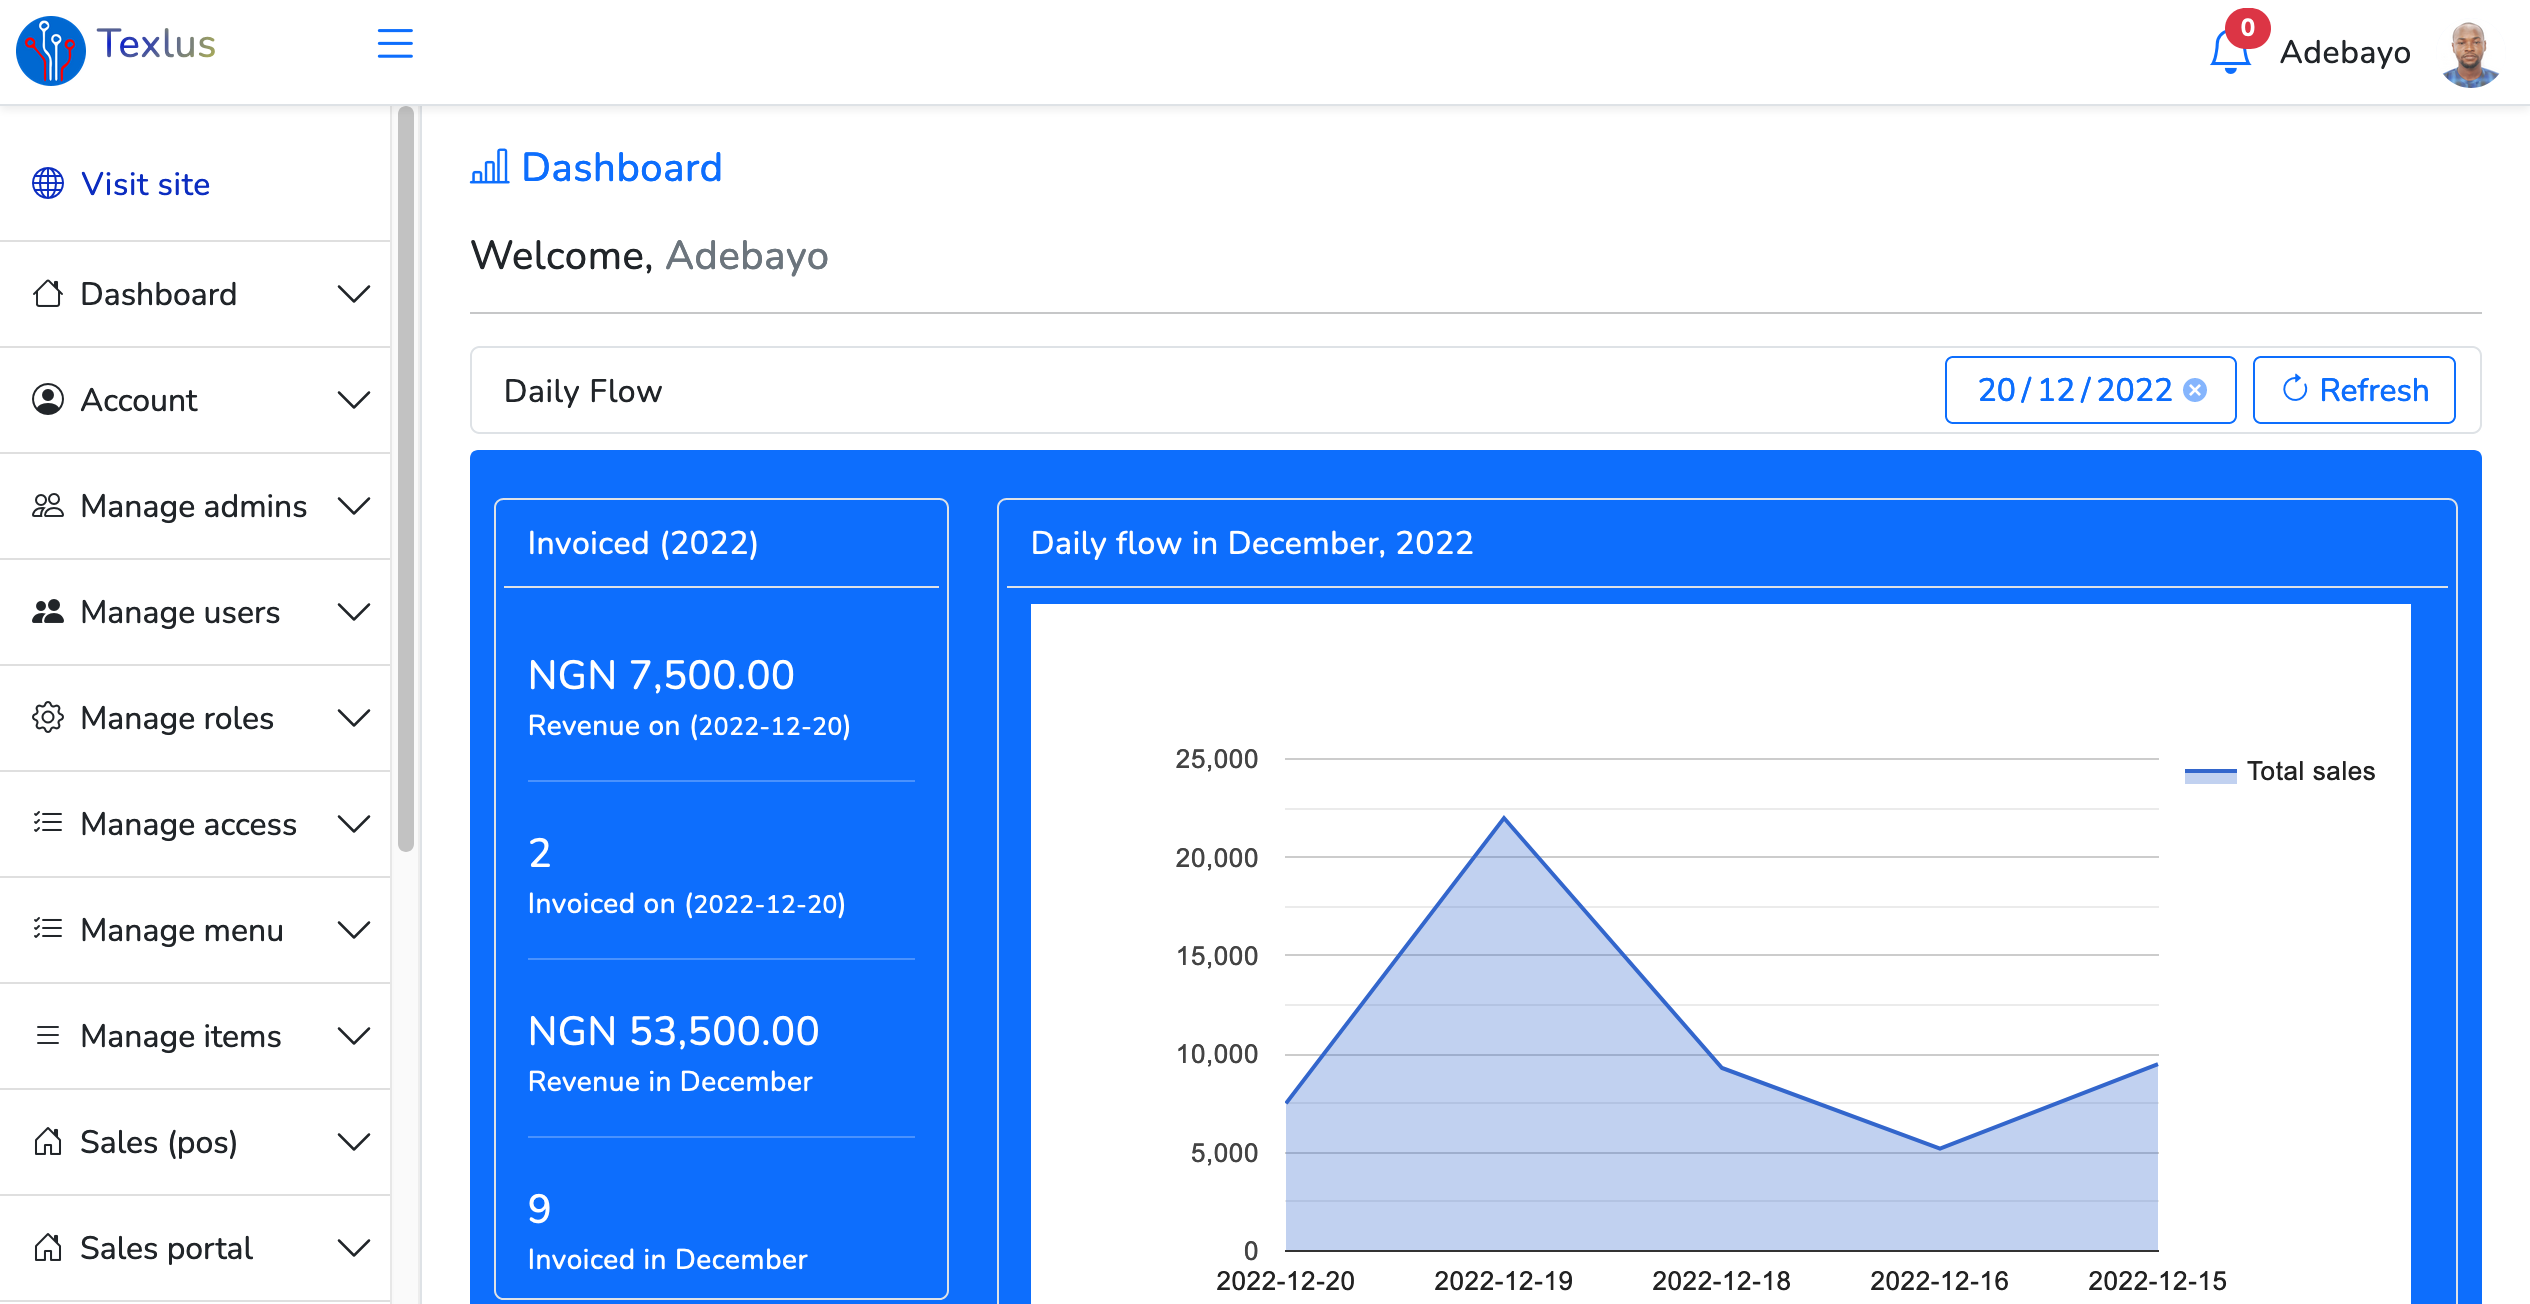 Texlus
0
Adebayo
Visit site
Dashboard
Account
Manage admins
Manage users
Manage roles
Manage access
Manage menu
Manage items
Sales (pos)
Sales portal
Dashboard
Welcome, Adebayo
Daily Flow
20/12/2022
Refresh
Invoiced (2022)
NGN 7,500.00
Revenue on (2022-12-20)
2
Invoiced on (2022-12-20)
NGN 53,500.00
Revenue in December
9
Invoiced in December
Daily flow in December, 2022
25,000
20,000
15,000
10,000
5,000
0
2022-12-20 2022-12-19 2022-12-18 2022-12-16 2022-12-15
Total sales